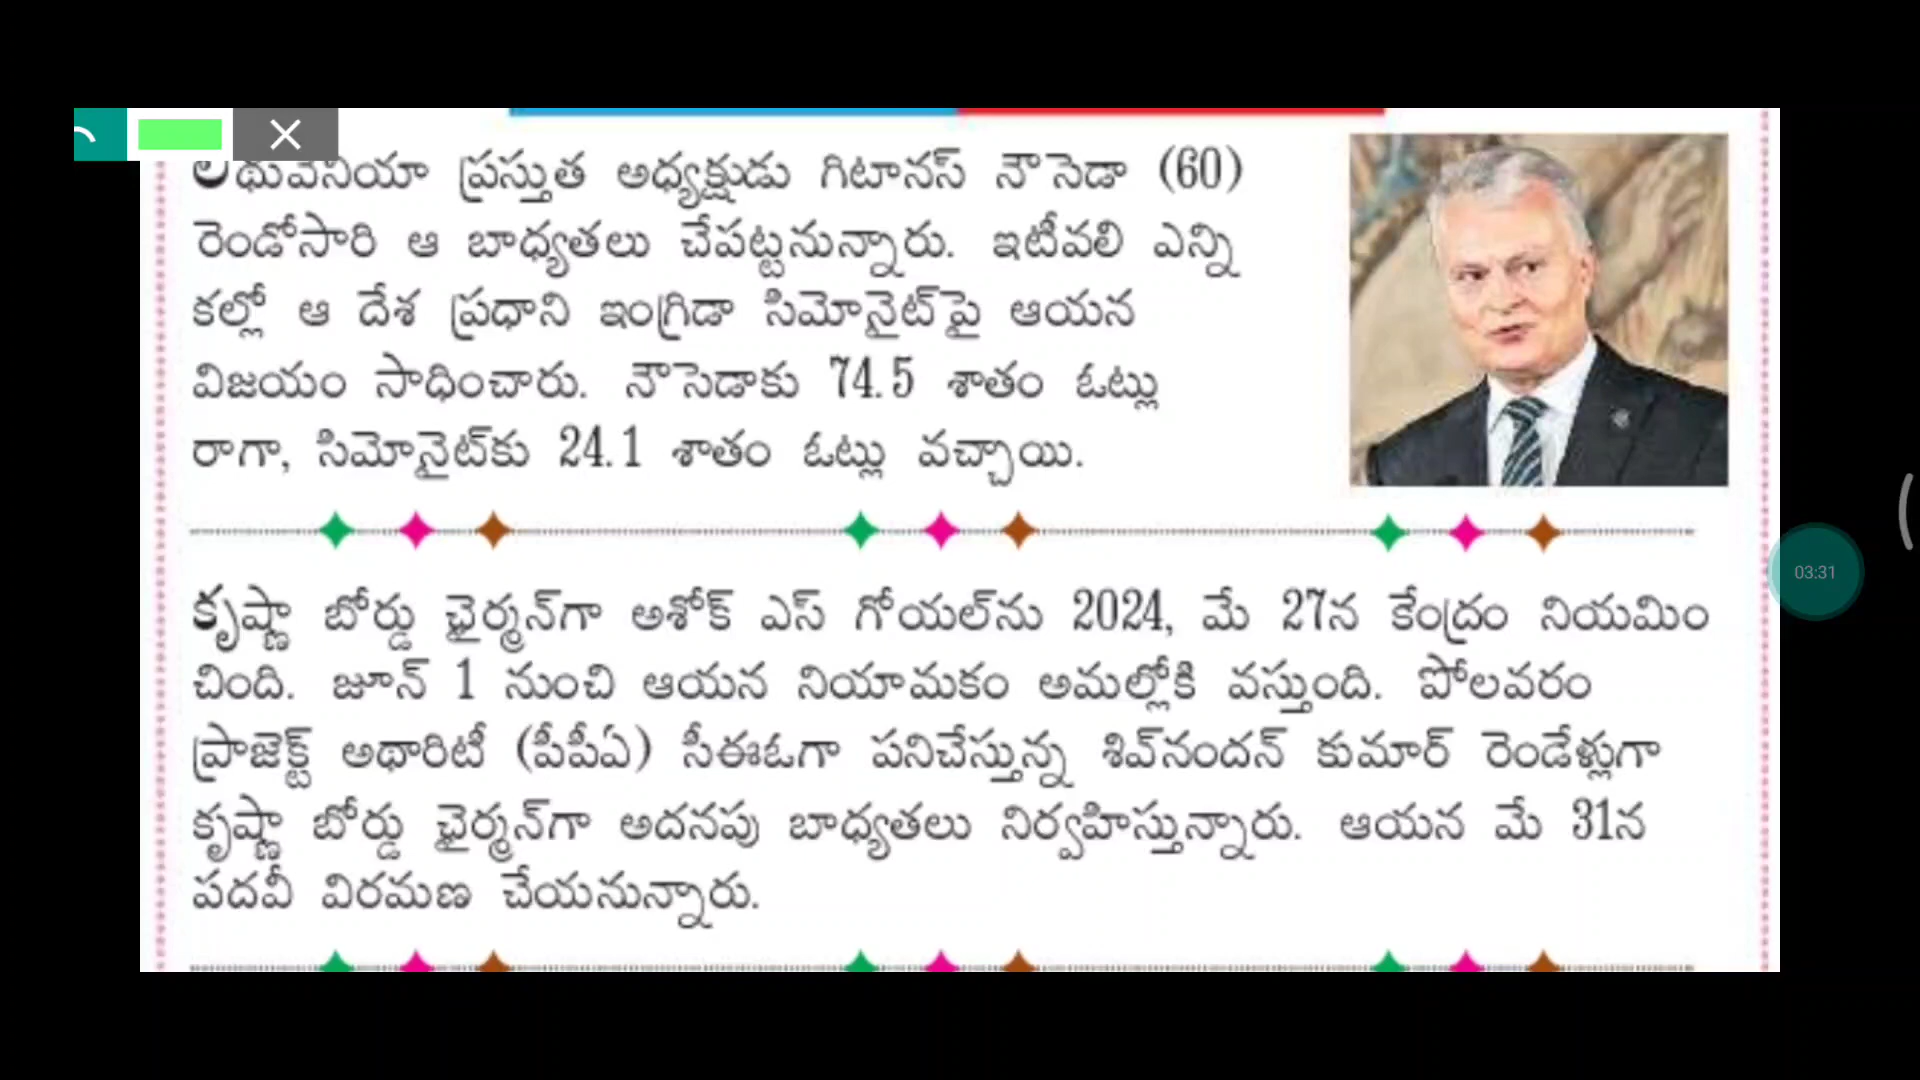 లిథువేనియా ప్రస్తుత అధ్యక్షుడు గిటానస్ నౌసెడా (60)
రెండోసారి ఆ బాధ్యతలు చేపట్టనున్నారు. ఇటీవలి ఎన్ని
కల్లో ఆ దేశ ప్రధాని ఇంగ్రిడా సిమోనైట్‌పై ఆయన
విజయం సాధించారు. నౌసెడాకు 74.5 శాతం ఓట్లు
రాగా, సిమోనైట్‌కు 24.1 శాతం ఓట్లు వచ్చాయి.
కృష్ణా బోర్డు ఛైర్మన్‌గా అశోక్ ఎస్ గోయల్‌ను 2024, మే 27న కేంద్రం నియమిం
చింది. జూన్ 1 నుంచి ఆయన నియామకం అమల్లోకి వస్తుంది. పోలవరం
ప్రాజెక్ట్ అథారిటీ (పీపీఏ) సీఈఓగా పనిచేస్తున్న శివ్‌నందన్ కుమార్ రెండేళ్లుగా
కృష్ణా బోర్డు ఛైర్మన్‌గా అదనపు బాధ్యతలు నిర్వహిస్తున్నారు. ఆయన మే 31న
పదవీ విరమణ చేయనున్నారు.
03:31